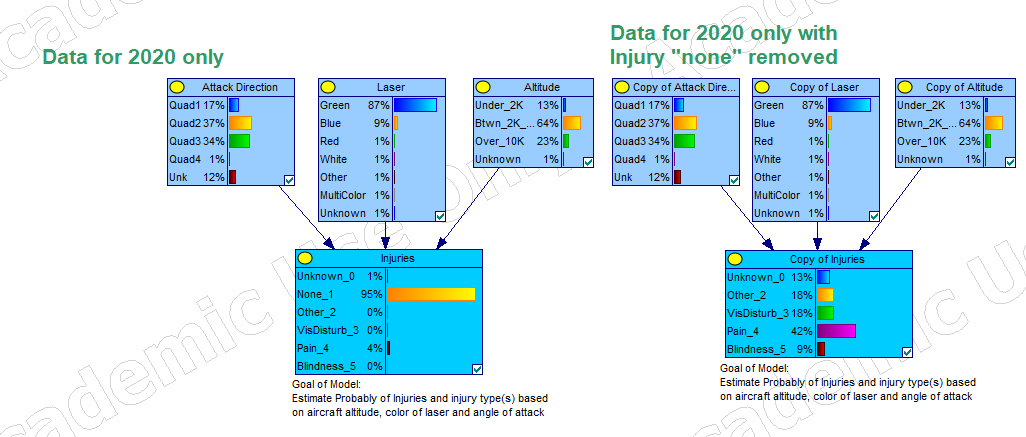 Data for 2020 only
Data for 2020 only with
Injury "none" removed
Attack Direction
Quad1 17%
Quad2 37%
Quad3 34%
Quad4 1%
Unk 12%
Laser
Green 87%
Blue 9%
Red 1%
White 1%
Other 1%
MultiColor 1%
Unknown 1%
Altitude
Under_2K 13%
Btwn_2K_... 64%
Over_10K 23%
Unknown 1%
Copy of Attack Dire...
Quad1 17%
Quad2 37%
Quad3 34%
Quad4 1%
Unk 12%
Copy of Laser
Green 87%
Blue 9%
Red 1%
White 1%
Other 1%
MultiColor 1%
Unknown 1%
Copy of Altitude
Under_2K 13%
Btwn_2K_... 64%
Over_10K 23%
Unknown 1%
Injuries
Unknown_0 1%
None_1 95%
Other_2 0%
VisDisturb_3 0%
Pain_4 4%
Blindness_5 0%
Goal of Model:
Estimate Probably of Injuries and injury type(s) based
on aircraft altitude, color of laser and angle of attack
Copy of Injuries
Unknown_0 13%
Other_2 18%
VisDisturb_3 18%
Pain_4 42%
Blindness_5 9%
Goal of Model:
Estimate Probably of Injuries and injury type(s) based
on aircraft altitude, color of laser and angle of attack
Academic Use Only
Academic Use